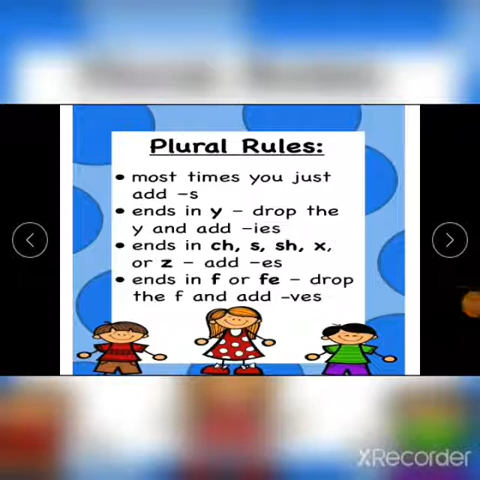 Plural Rules:
• most times you just
add -s
• ends in y - drop the
y and add -ies
• ends in ch, s, sh, x,
or z - add -es
• ends in f or fe - drop
the f and add -ves
XRecorder